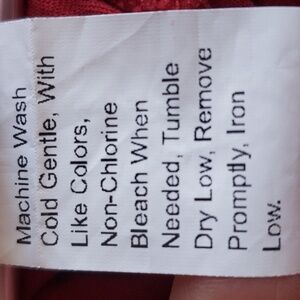 Machine Wash
Cold Gentle, With
Like Colors,
Non-Chlorine
Bleach When
Needed, Tumble
Dry Low, Remove
Promptly, Iron
Low.